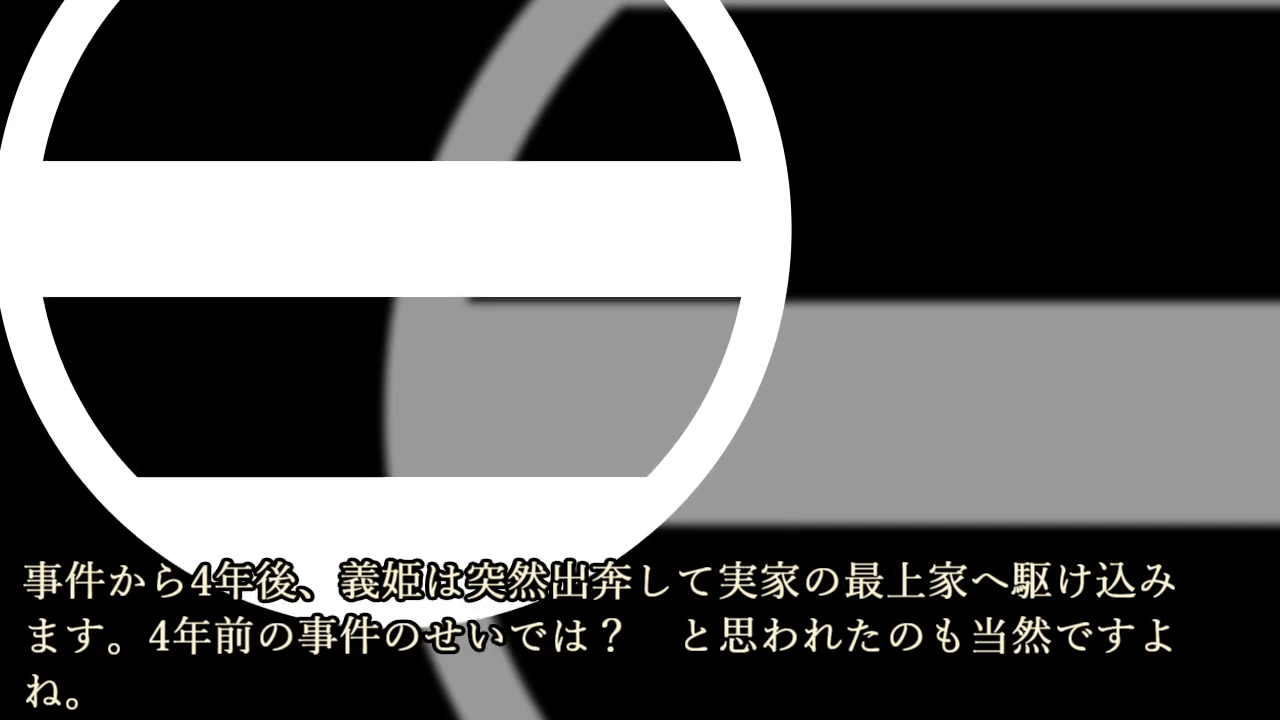 事件から4年後、義姫は突然出奔して実家の最上家へ駆け込み
ます。4年前の事件のせいでは？　と思われたのも当然ですよ
ね。